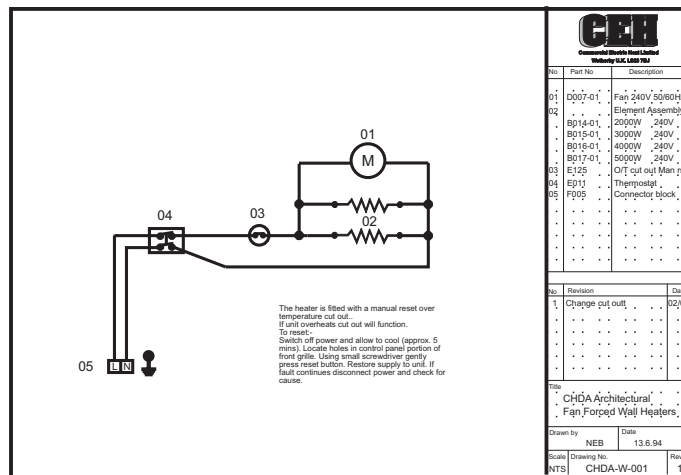 CEH
Commercial Electric Heat Limited
Wetherby U.K. LS23 7BJ
No Part No Description
01 D007-01 Fan 240V 50/60H
02 Element Assembly
B014-01 2000W 240V
B015-01 3000W 240V
B016-01 4000W 240V
B017-01 5000W 240V
03 E125 O/T cut out Man
04 E011 Thermostat
05 F005 Connector block
01
M
02
03
04
05
L N
The heater is fitted with a manual reset over
temperature cut out..
If unit overheats cut out will function.
To reset:-
Switch off power and allow to cool (approx. 5
mins). Locate holes in control panel portion of
front grille. Using small screwdriver gently
press reset button. Restore supply to unit. If
fault continues disconnect power and check for
cause.
No Revision Da
1 Change cut outt 02/
Title
CHDA Architectural
Fan Forced Wall Heaters
Drawn by Date
NEB 13.6.94
Scale Drawing No. Rev
NTS CHDA-W-001 1